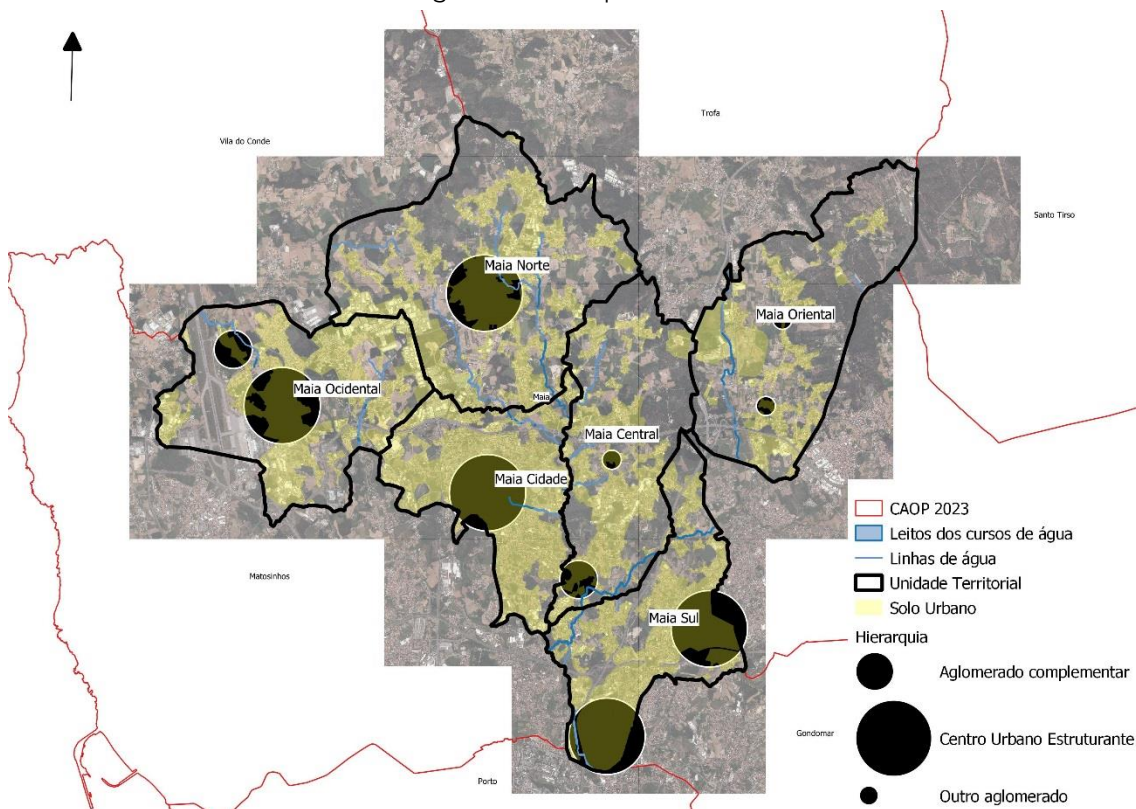 Trofa
Vila do Conde
Santo Tirso
Maia Norte
Maia Oriental
Maia Ocidental
Maia
Maia Central
Maia Cidade
Matosinhos
Maia Sul
Gondomar
Porto
CAOP 2023
Leitos dos cursos de água
Linhas de água
Unidade Territorial
Solo Urbano
Hierarquia
Aglomerado complementar
Centro Urbano Estruturante
Outro aglomerado